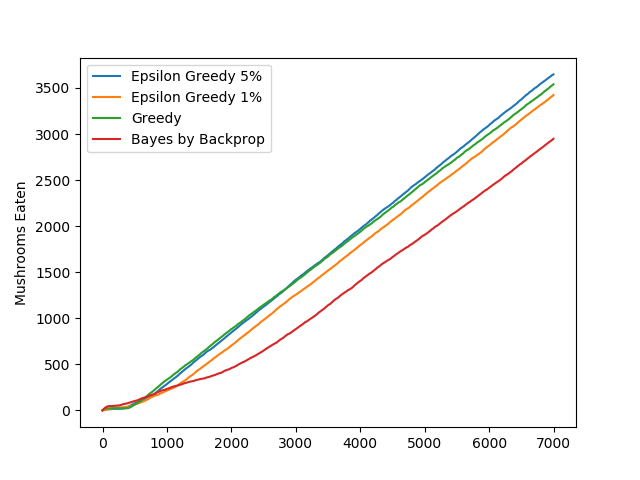 Epsilon Greedy 5%
Epsilon Greedy 1%
Greedy
Bayes by Backprop
Mushrooms Eaten
3500
3000
2500
2000
1500
1000
500
0
0 1000 2000 3000 4000 5000 6000 7000